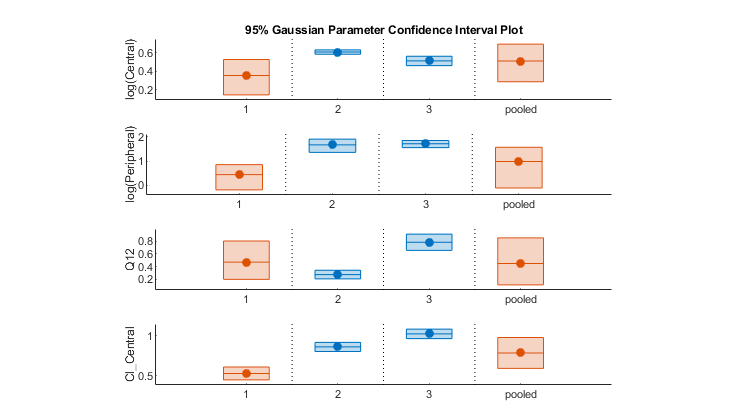 95% Gaussian Parameter Confidence Interval Plot
log(Central)
0.6
0.4
0.2
1 2 3 pooled
log(Peripheral)
2
1
0
1 2 3 pooled
Q12
0.8
0.6
0.4
0.2
1 2 3 pooled
Cl_Central
1
0.5
1 2 3 pooled